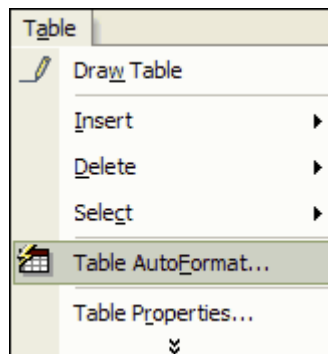 Table
Draw Table
Insert
Delete
Select
Table AutoFormat...
Table Properties...